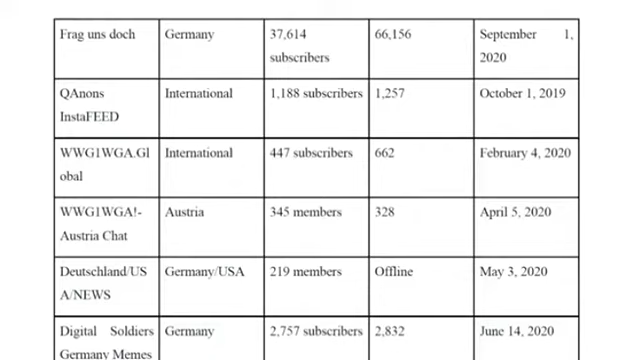 Frag uns doch Germany 37,614 66,156 September 1,
subscribers 2020
QAnons International 1,188 subscribers 1,257 October 1, 2019
InstaFEED
WWG1WGA.Gl International 447 subscribers 662 February 4, 2020
obal
WWG1WGA!- Austria 345 members 328 April 5, 2020
Austria Chat
Deutschland/US Germany/USA 219 members Offline May 3, 2020
A/NEWS
Digital Soldiers Germany 2,757 subscribers 2,832 June 14, 2020
Germany Memes